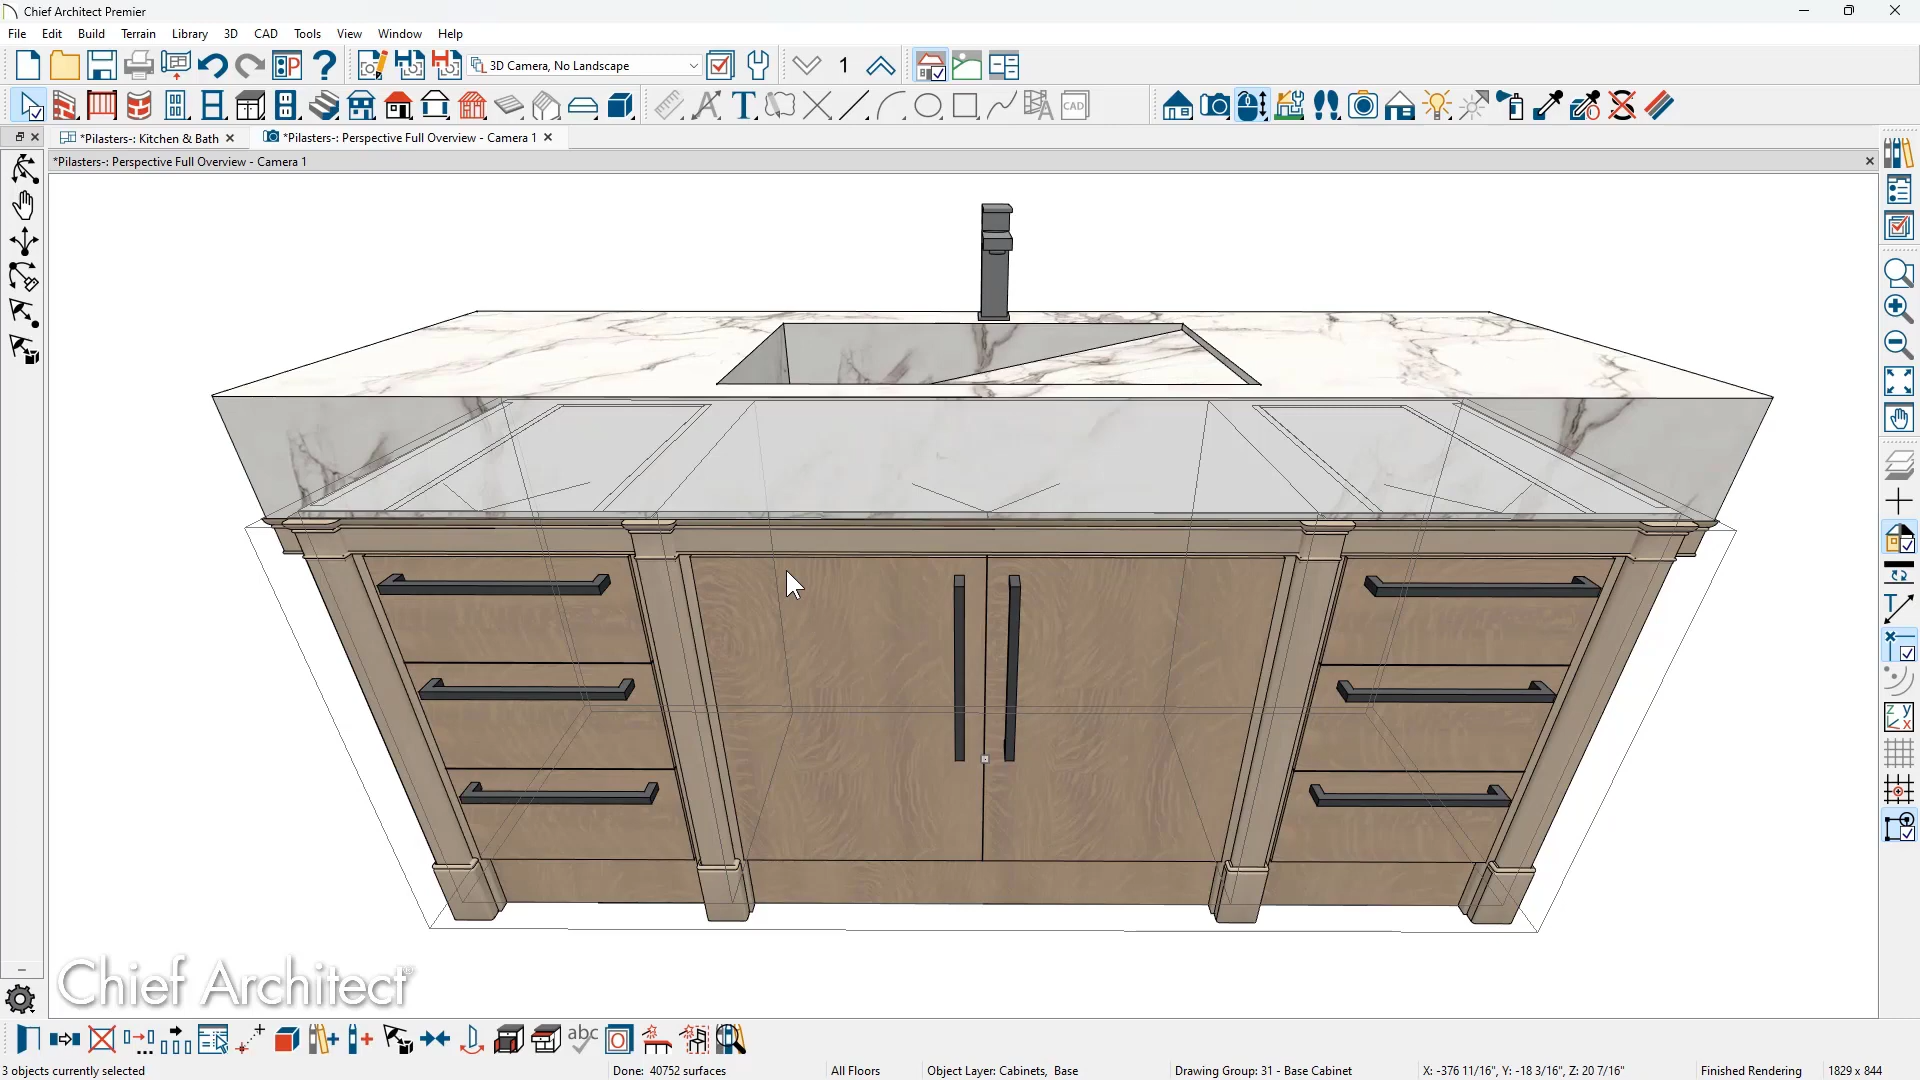 Chief Architect Premier
File Edit Build Terrain Library 3D CAD Tools View Window Help
3D Camera, No Landscape
1
CAD
*Pilasters-: Kitchen & Bath
*Pilasters-: Perspective Full Overview - Camera 1
*Pilasters-: Perspective Full Overview - Camera 1
Chief Architect
abc
3 objects currently selected
Done: 40752 surfaces
All Floors
Object Layer: Cabinets, Base
Drawing Group: 31 - Base Cabinet
X: -376 11/16", Y: -18 3/16", Z: 20 7/16"
Finished Rendering
1829 x 844